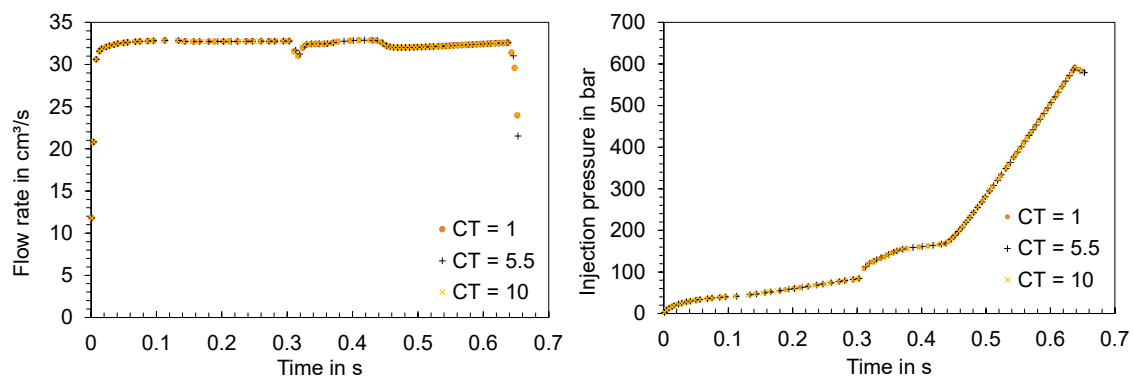 Flow rate in cm³/s
35
30
25
20
15
10
5
0
CT = 1
CT = 5.5
CT = 10
0 0.1 0.2 0.3 0.4 0.5 0.6 0.7
Time in s
Injection pressure in bar
700
600
500
400
300
200
100
0
CT = 1
CT = 5.5
CT = 10
0 0.1 0.2 0.3 0.4 0.5 0.6 0.7
Time in s